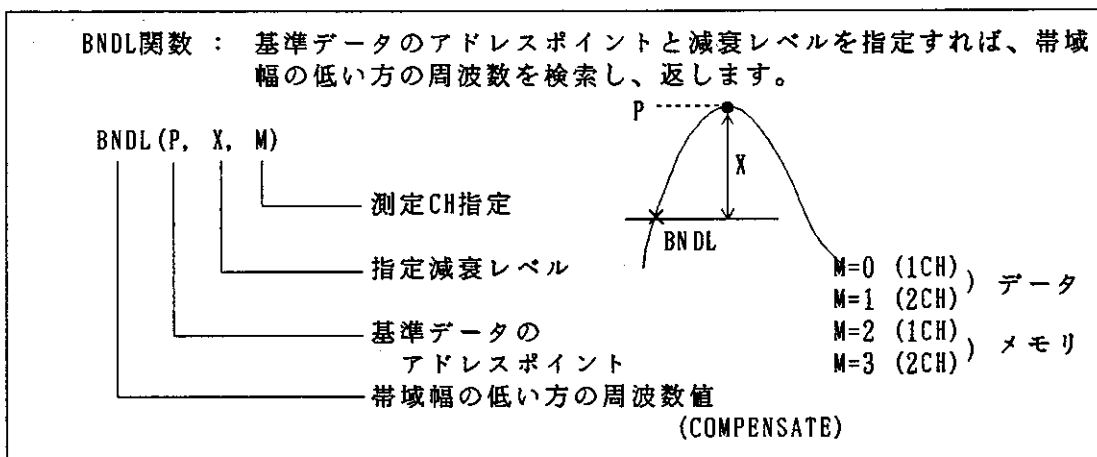 BNDL関数 : 基準データのアドレスポイントと減衰レベルを指定すれば、帯域
幅の低い方の周波数を検索し、返します。
P
BNDL(P, X, M)
X
測定CH指定
BNDL
指定減衰レベル
M=0 (1CH)
M=1 (2CH)
) データ
基準データの
アドレスポイント
M=2 (1CH)
M=3 (2CH)
) メモリ
帯域幅の低い方の周波数値
(COMPENSATE)